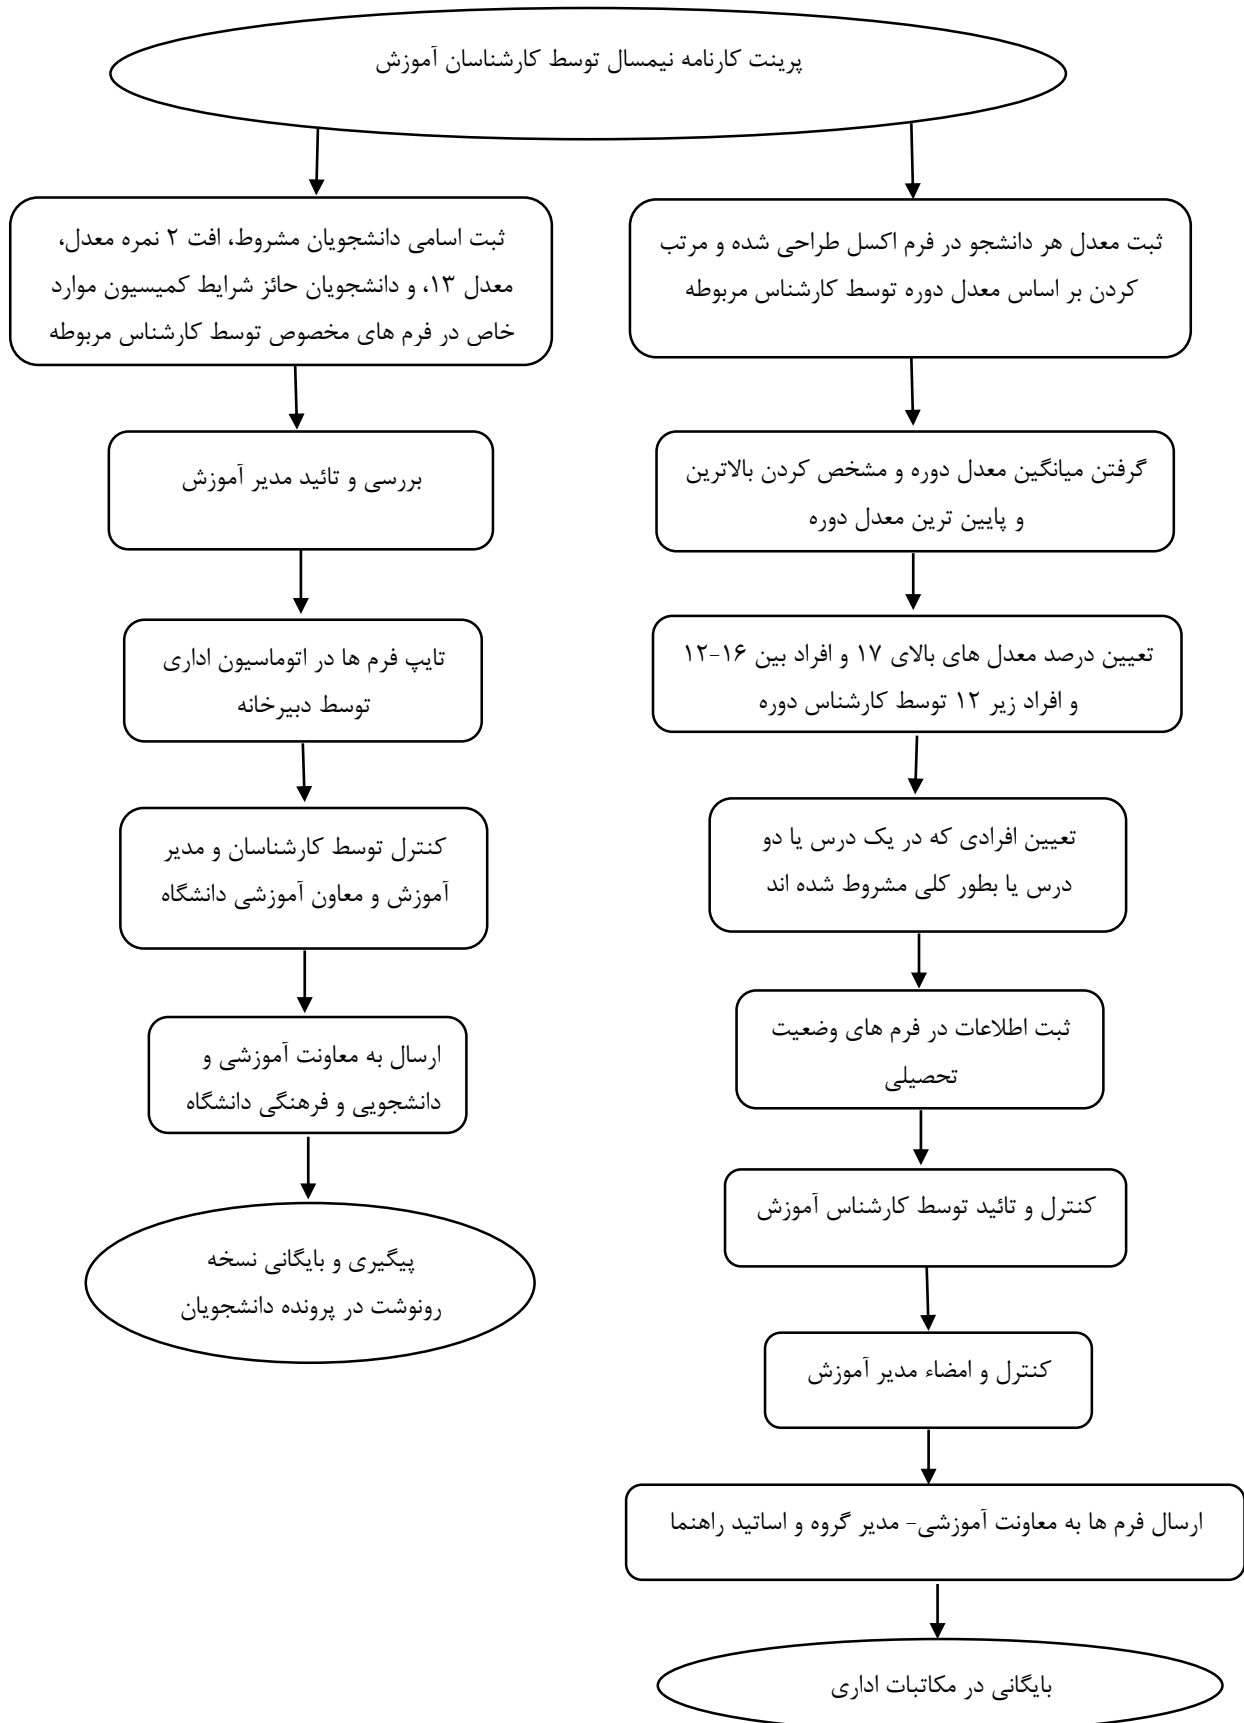 پرینت کارنامه نیمسال توسط کارشناسان آموزش
ثبت معدل هر دانشجو در فرم اکسل طراحی شده و مرتب
کردن بر اساس معدل دوره توسط کارشناس مربوطه
گرفتن میانگین معدل دوره و مشخص کردن بالاترین
و پایین ترین معدل دوره
تعیین درصد معدل های بالای ۱۷ و افراد بین ۱۶-۱۲
و افراد زیر ۱۲ توسط کارشناس دوره
تعیین افرادی که در یک درس یا دو
درس یا بطور کلی مشروط شده اند
ثبت اطلاعات در فرم های وضعیت
تحصیلی
کنترل و تائید توسط کارشناس آموزش
کنترل و امضاء مدیر آموزش
ارسال فرم ها به معاونت آموزشی- مدیر گروه و اساتید راهنما
بایگانی در مکاتبات اداری
ثبت اسامی دانشجویان مشروط، افت ۲ نمره معدل،
معدل ۱۳، و دانشجویان حائز شرایط کمیسیون موارد
خاص در فرم های مخصوص توسط کارشناس مربوطه
بررسی و تائید مدیر آموزش
تایپ فرم ها در اتوماسیون اداری
توسط دبیرخانه
کنترل توسط کارشناسان و مدیر
آموزش و معاون آموزشی دانشگاه
ارسال به معاونت آموزشی و
دانشجویی و فرهنگی دانشگاه
پیگیری و بایگانی نسخه
رونوشت در پرونده دانشجویان